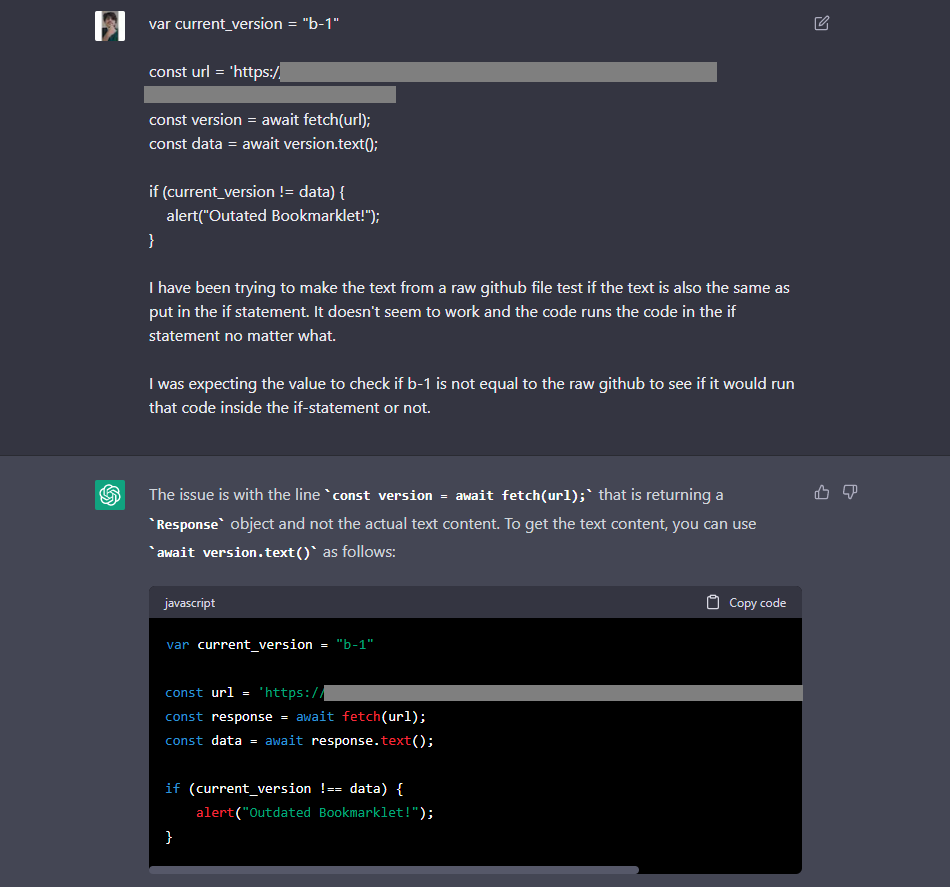 var current_version = "b-1"
const url = 'https:/
const version = await fetch(url);
const data = await version.text();
if (current_version != data) {
alert("Outated Bookmarklet!");
}
I have been trying to make the text from a raw github file test if the text is also the same as
put in the if statement. It doesn't seem to work and the code runs the code in the if
statement no matter what.
I was expecting the value to check if b-1 is not equal to the raw github to see if it would run
that code inside the if-statement or not.
The issue is with the line `const version = await fetch(url);` that is returning a
`Response` object and not the actual text content. To get the text content, you can use
`await version.text()` as follows:
javascript
Copy code
var current_version = "b-1"
const url = 'https://
const response = await fetch(url);
const data = await response.text();
if (current_version !== data) {
alert("Outdated Bookmarklet!");
}